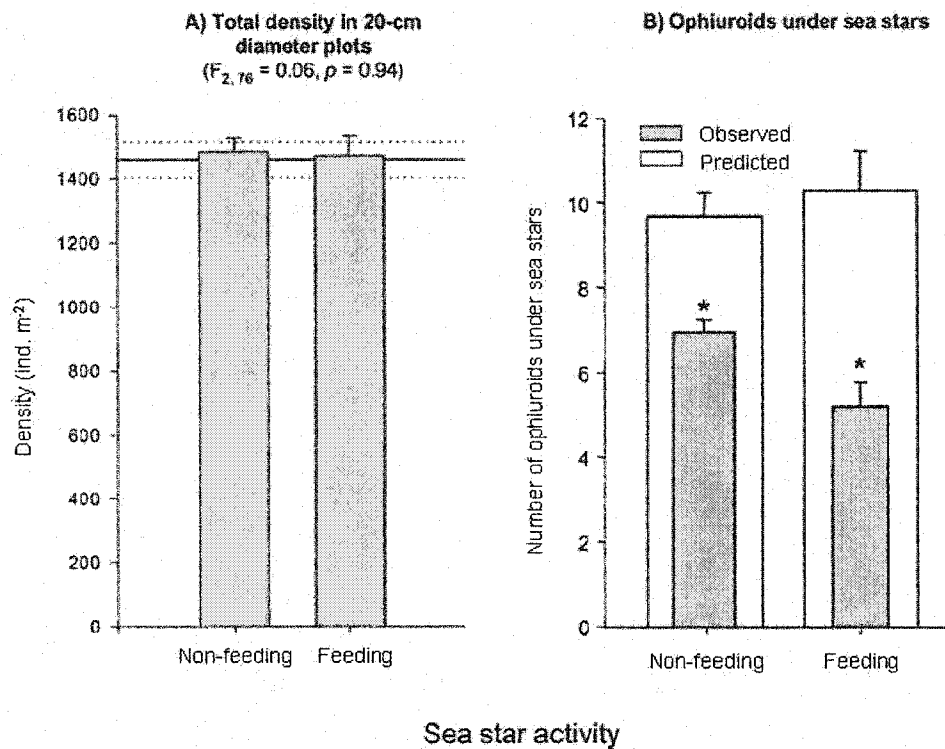 A) Total density in 20-cm
diameter plots
(F2, 76 = 0.06, p = 0.94)
B) Ophiuroids under sea stars
Density (ind. m-2)
1600
1400
1200
1000
800
600
400
200
0
Non-feeding
Feeding
Number of ophiuroids under sea stars
12
10
8
6
4
2
0
Observed
Predicted
*
*
Non-feeding
Feeding
Sea star activity